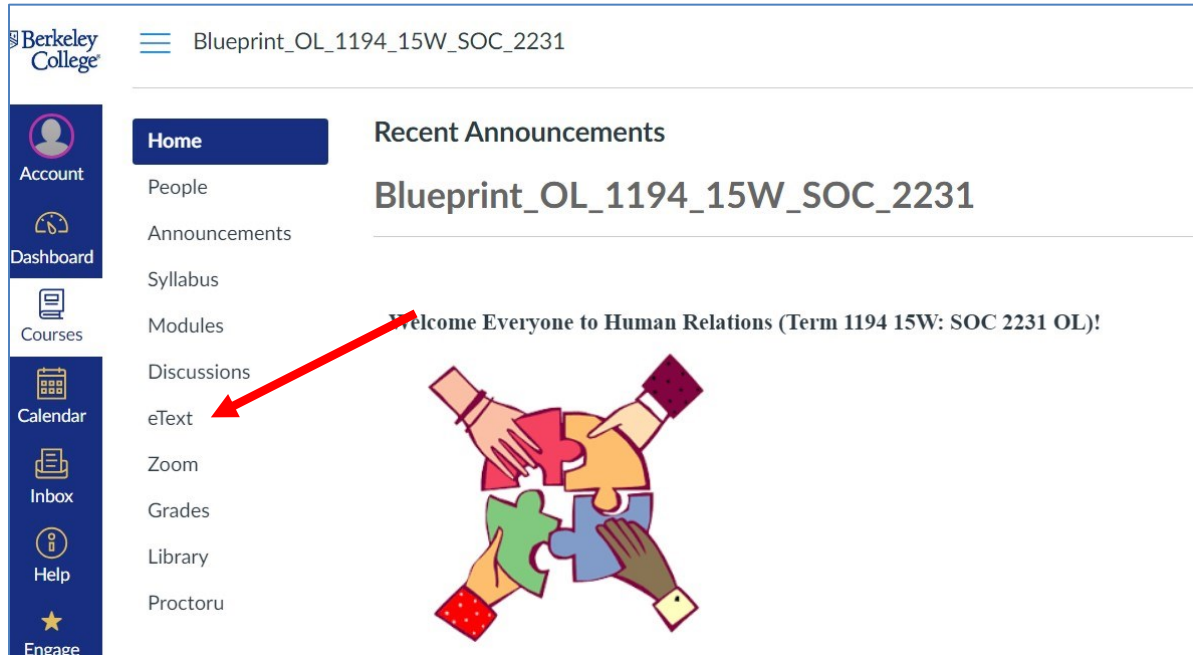 Berkeley
College
Blueprint_OL_1194_15W_SOC_2231
Account
Dashboard
Courses
Calendar
Inbox
Help
Engage
Home
People
Announcements
Syllabus
Modules
Discussions
eText
Zoom
Grades
Library
Proctoru
Recent Announcements
Blueprint_OL_1194_15W_SOC_2231
Welcome Everyone to Human Relations (Term 1194 15W: SOC 2231 OL)!